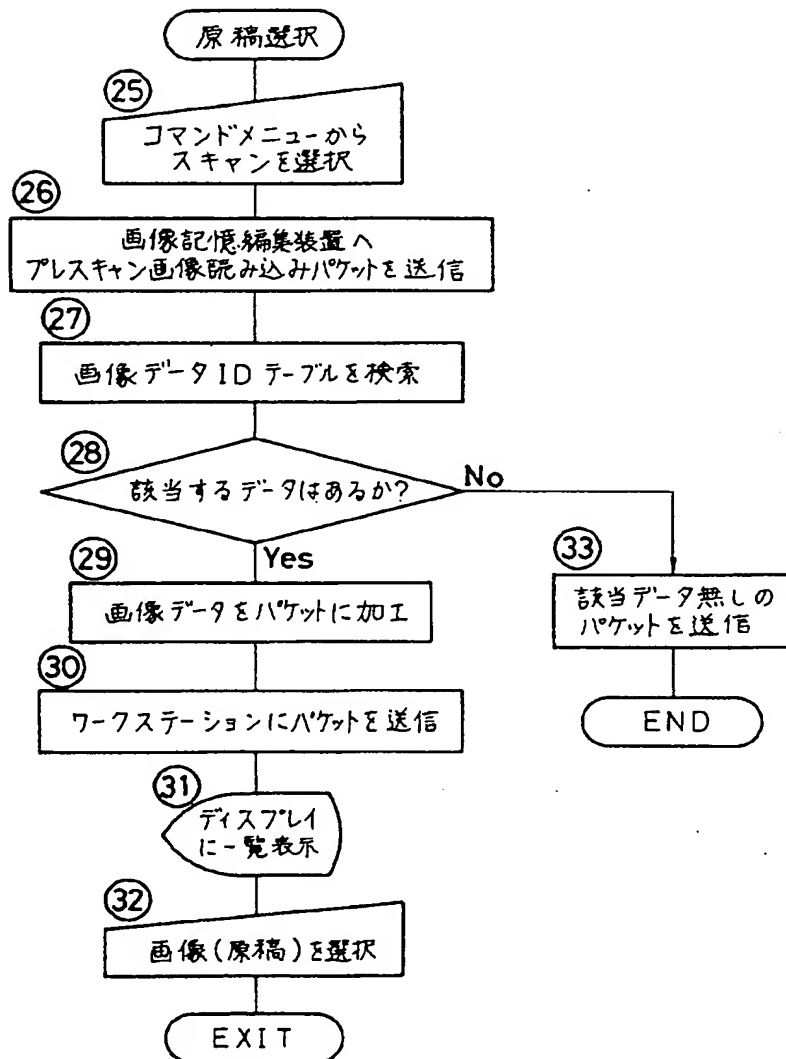 原稿選択
25
コマンドメニューから
スキャンを選択
26
画像記憶編集装置へ
プレスキャン画像読み込みパケットを送信
27
画像データIDテーブルを検索
28
該当するデータはあるか?
No
Yes
29
画像データをパケットに加工
33
該当データ無しの
パケットを送信
30
ワークステーションにパケットを送信
END
31
ディスプレイ
に一覧表示
32
画像(原稿)を選択
EXIT